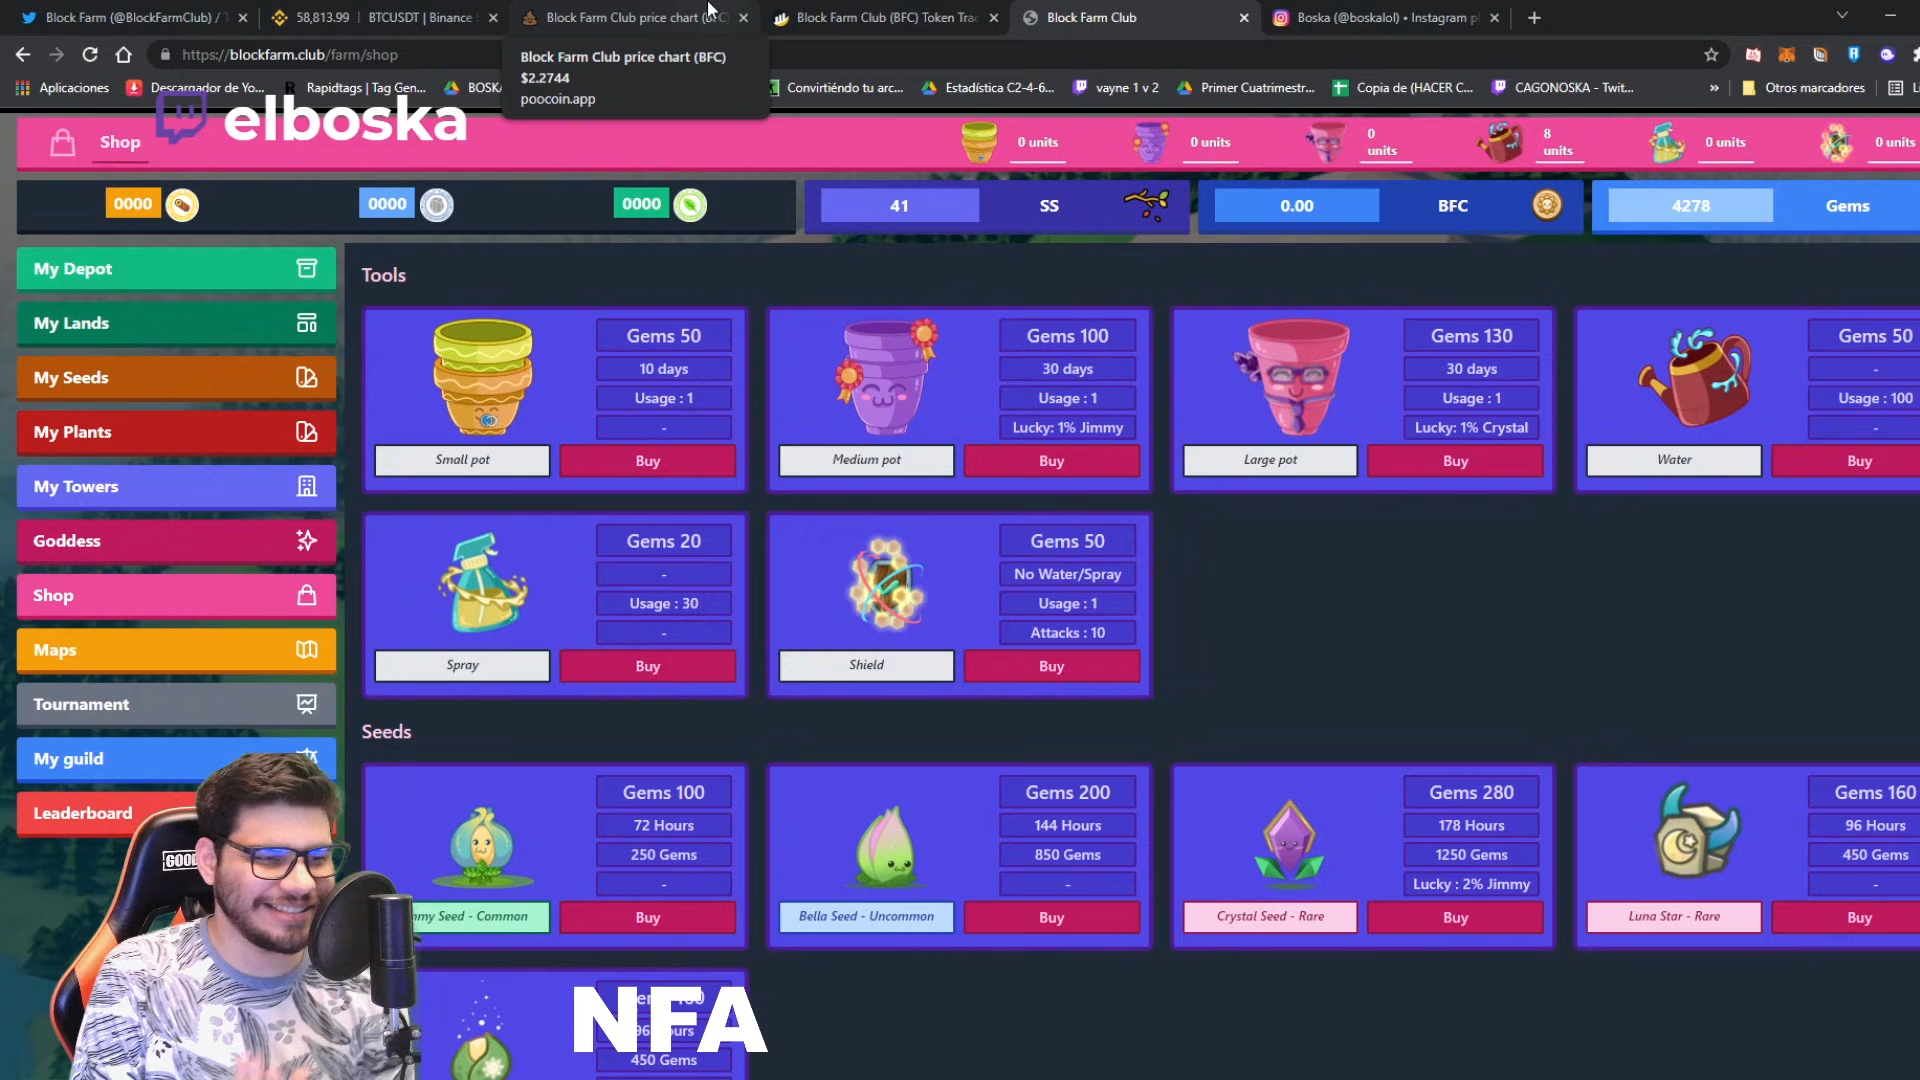 Block Farm (@BlockFarmClub) / T
58,813.99 | BTCUSDT | Binance S
Block Farm Club price chart (BFC)
Block Farm Club (BFC) Token Trac
Block Farm Club
Boska (@boskalol) • Instagram p
https://blockfarm.club/farm/shop
Block Farm Club price chart (BFC)
$2.2744
poocoin.app
Aplicaciones
Descargador de Yo...
Rapidtags | Tag Gen...
BOSKA
Convirtiéndo tu arc...
Estadística C2-4-6...
vayne 1 v 2
Primer Cuatrimestr...
Copia de (HACER C...
CAGONOSKA - Twit...
»
Otros marcadores
elboska
Shop
0 units
0 units
0 units
8 units
0 units
0 units
0000
0000
0000
41 SS
0.00 BFC
4278 Gems
My Depot
My Lands
My Seeds
My Plants
My Towers
Goddess
Shop
Maps
Tournament
My guild
Leaderboard
GOOD
Tools
Gems 50
10 days
Usage : 1
-
Small pot
Buy
Gems 100
30 days
Usage : 1
Lucky: 1% Jimmy
Medium pot
Buy
Gems 130
30 days
Usage : 1
Lucky: 1% Crystal
Large pot
Buy
Gems 50
-
Usage : 100
-
Water
Buy
Gems 20
-
Usage : 30
-
Spray
Buy
Gems 50
No Water/Spray
Usage : 1
Attacks : 10
Shield
Buy
Seeds
Gems 100
72 Hours
250 Gems
-
mmy Seed - Common
Buy
Gems 200
144 Hours
850 Gems
-
Bella Seed - Uncommon
Buy
Gems 280
178 Hours
1250 Gems
Lucky : 2% Jimmy
Crystal Seed - Rare
Buy
Gems 160
96 Hours
450 Gems
-
Luna Star - Rare
Buy
450 Gems
NFA